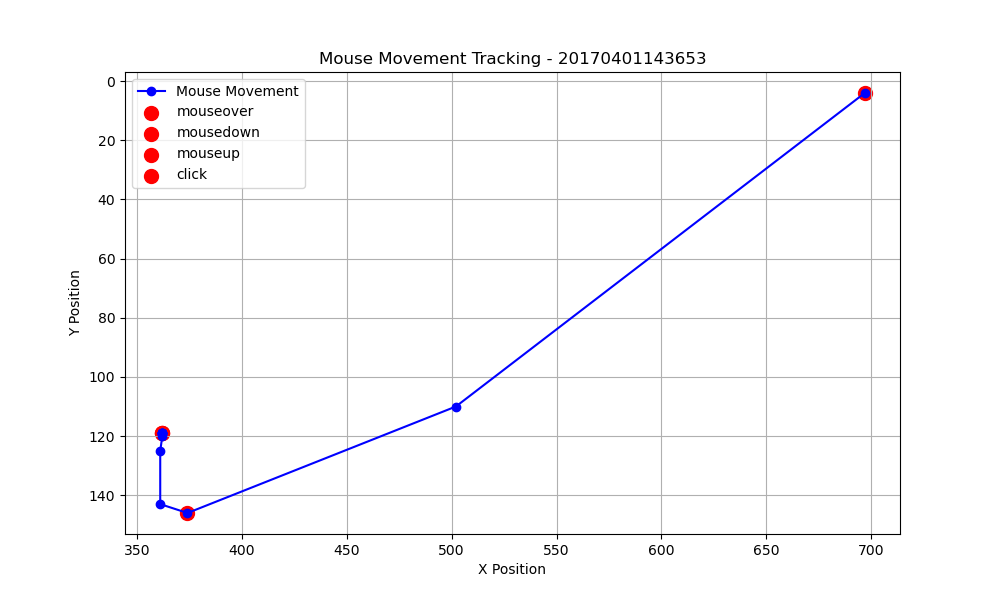 Mouse Movement Tracking - 20170401143653
Mouse Movement
mouseover
mousedown
mouseup
click
0
20
40
60
80
100
120
140
Y Position
350 400 450 500 550 600 650 700
X Position